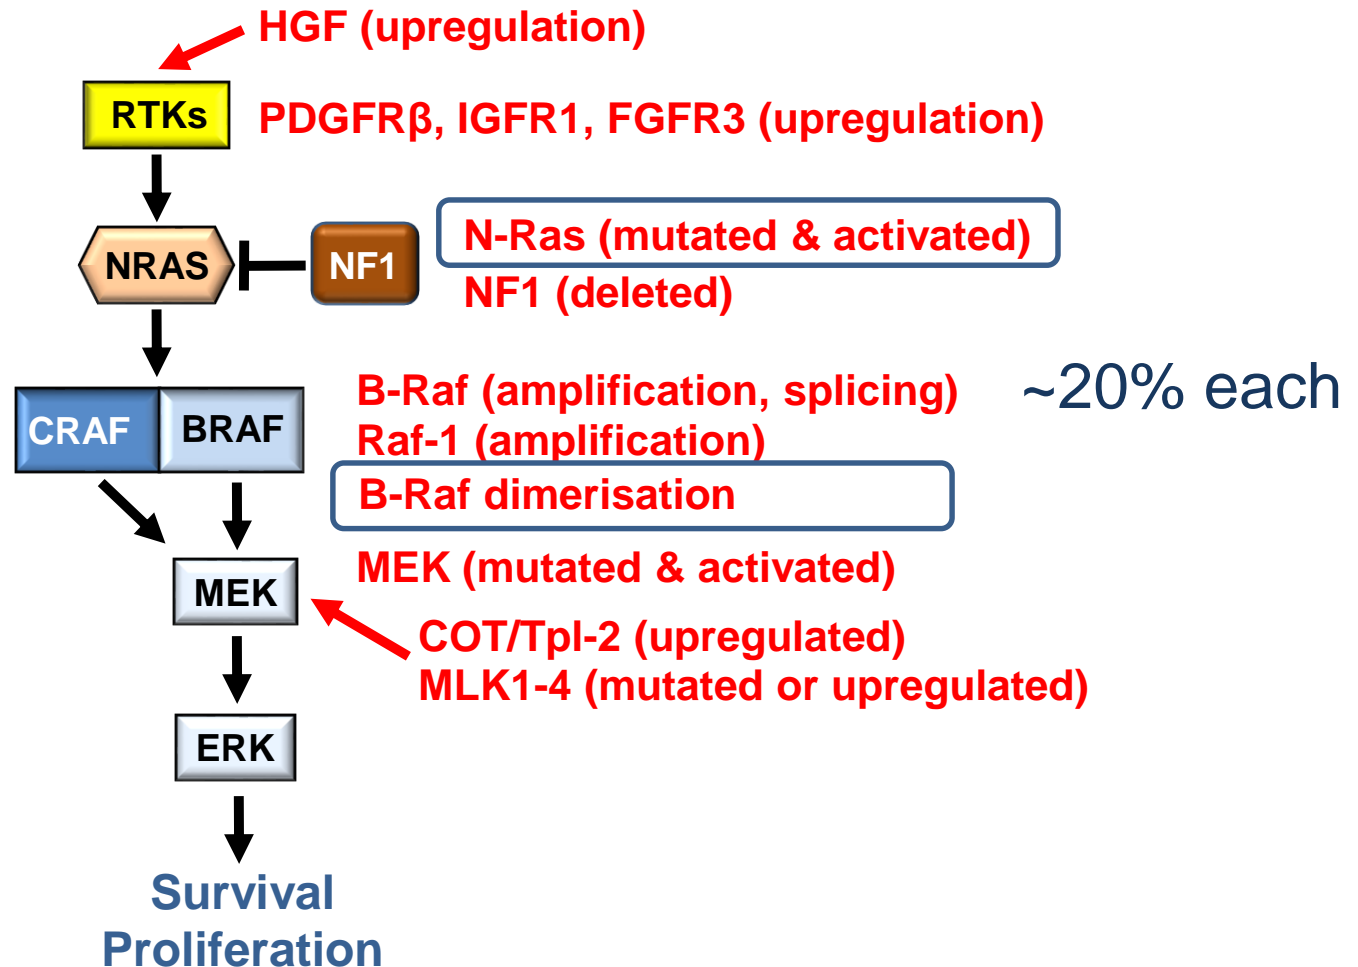 HGF (upregulation)
RTKs
PDGFRβ, IGFR1, FGFR3 (upregulation)
NRAS
NF1
N-Ras (mutated & activated)
NF1 (deleted)
CRAF
BRAF
B-Raf (amplification, splicing)
~20% each
Raf-1 (amplification)
B-Raf dimerisation
MEK
MEK (mutated & activated)
COT/Tpl-2 (upregulated)
MLK1-4 (mutated or upregulated)
ERK
Survival
Proliferation